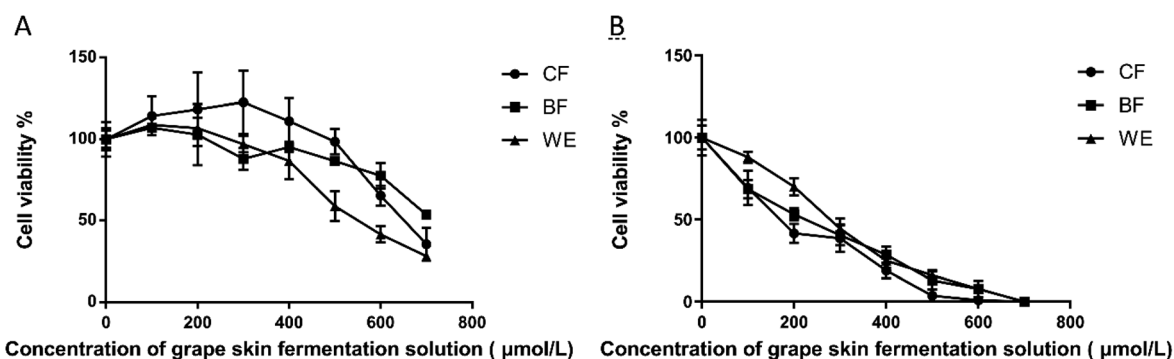 A
Cell viability %
150
100
50
0
0 200 400 600 800
Concentration of grape skin fermentation solution ( μmol/L)
CF
BF
WE
B
Cell viability %
150
100
50
0
0 200 400 600 800
Concentration of grape skin fermentation solution ( μmol/L)
CF
BF
WE